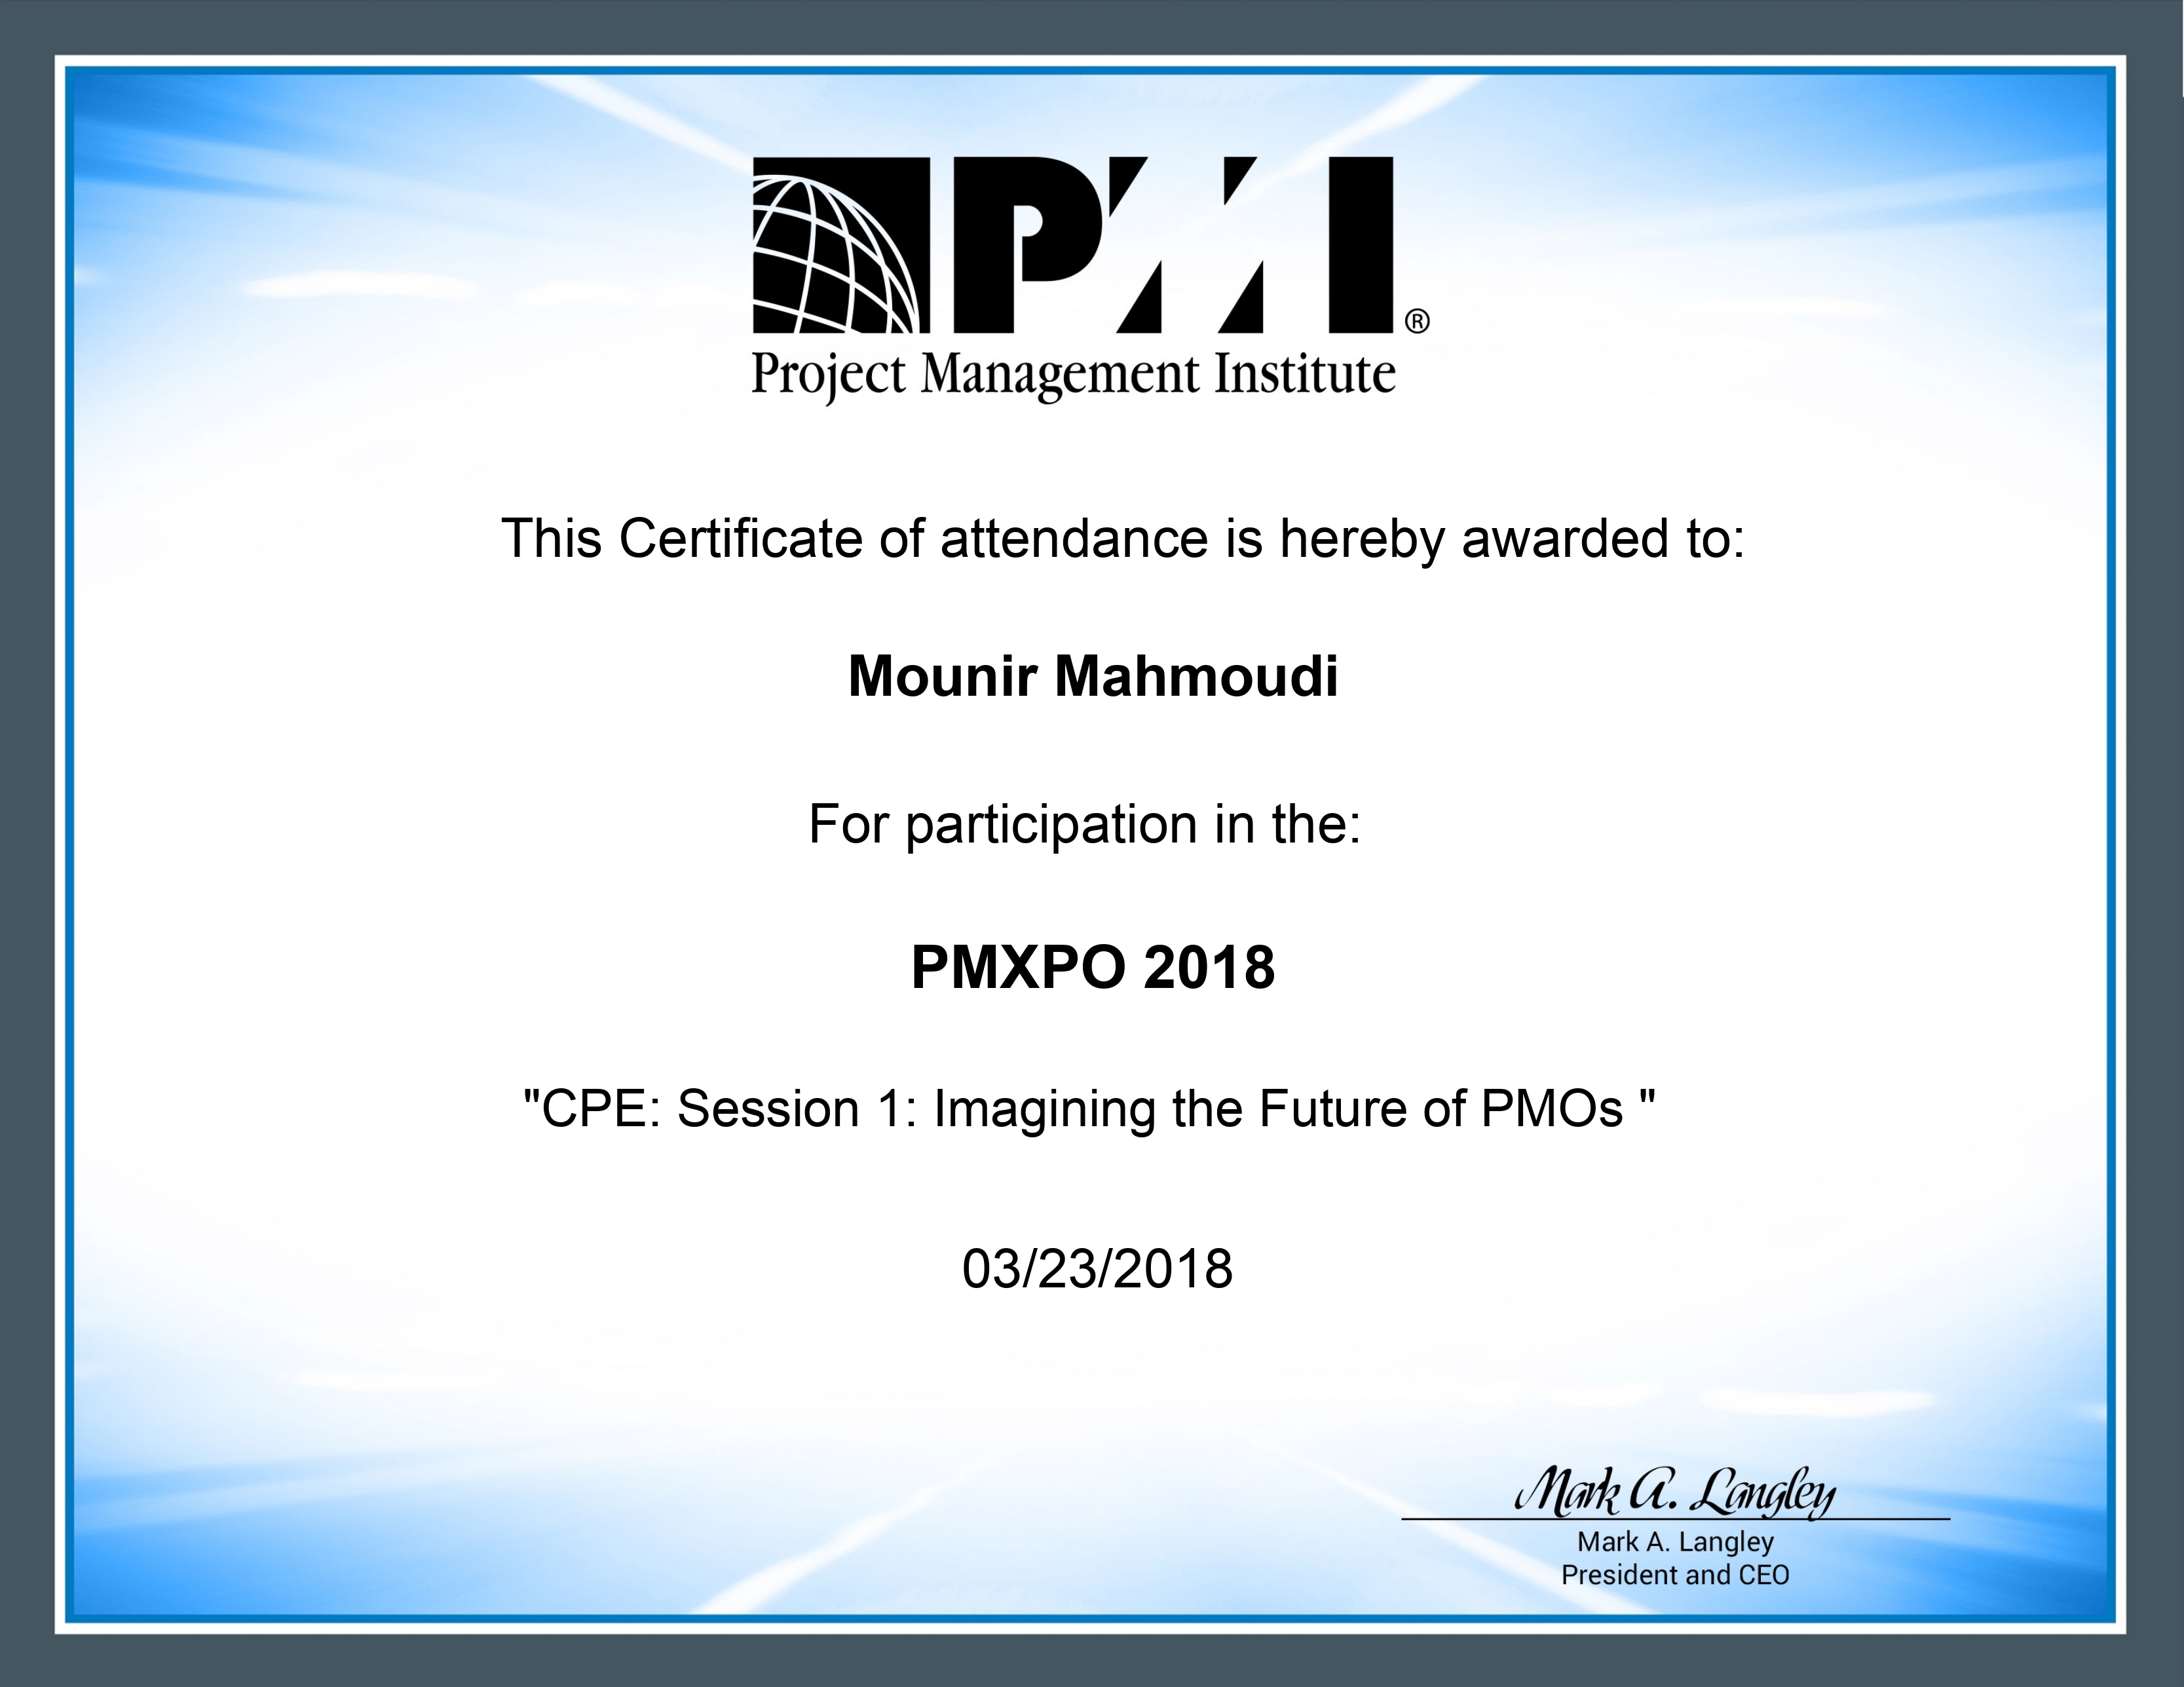 PMI®
Project Management Institute
This Certificate of attendance is hereby awarded to:
Mounir Mahmoudi
For participation in the:
PMXPO 2018
"CPE: Session 1: Imagining the Future of PMOs "
03/23/2018
Mark A. Langley
Mark A. Langley
President and CEO